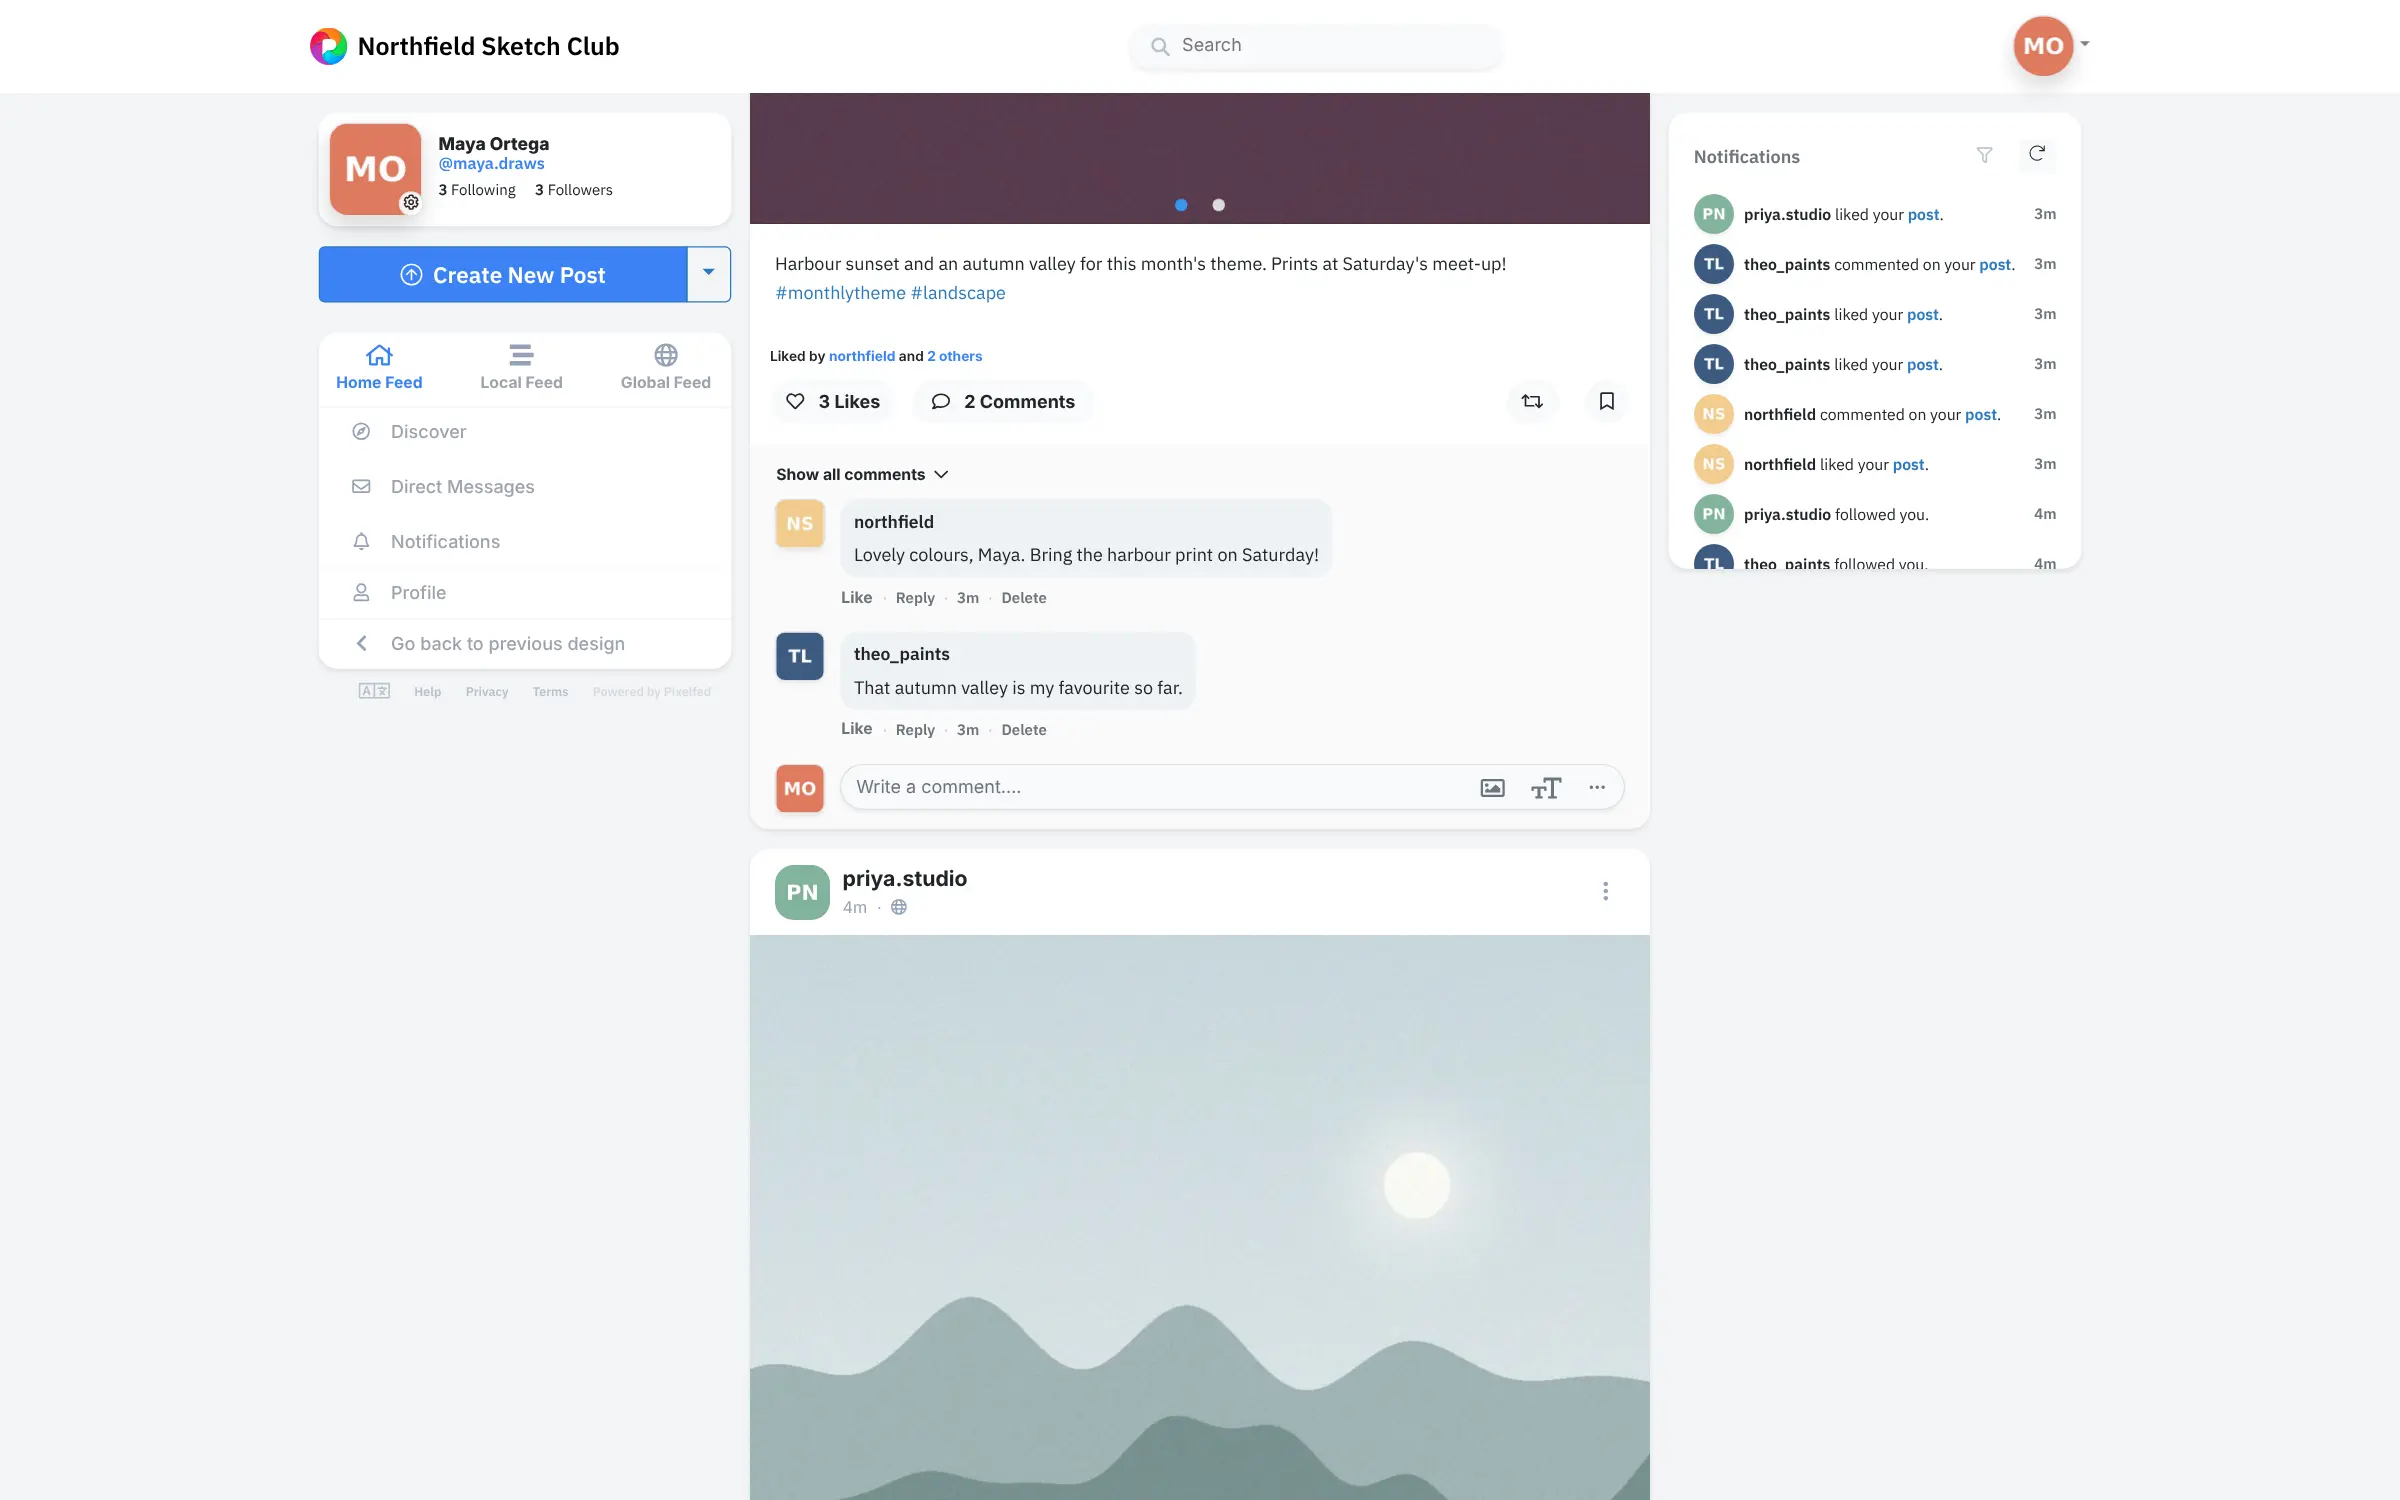 Northfield Sketch Club
Search
MO
MO
Maya Ortega
@maya.draws
3 Following 3 Followers
Create New Post
Home Feed
Local Feed
Global Feed
Discover
Direct Messages
Notifications
Profile
Go back to previous design
Help Privacy Terms Powered by Pixelfed
Harbour sunset and an autumn valley for this month's theme. Prints at Saturday's meet-up!
#monthlytheme #landscape
Liked by northfield and 2 others
3 Likes
2 Comments
Show all comments
NS
northfield
Lovely colours, Maya. Bring the harbour print on Saturday!
Like · Reply · 3m · Delete
TL
theo_paints
That autumn valley is my favourite so far.
Like · Reply · 3m · Delete
MO
Write a comment....
PN
priya.studio
4m ·
Notifications
PN priya.studio liked your post. 3m
TL theo_paints commented on your post. 3m
TL theo_paints liked your post. 3m
TL theo_paints liked your post. 3m
NS northfield commented on your post. 3m
NS northfield liked your post. 3m
PN priya.studio followed you. 4m
TL theo_paints followed you. 4m